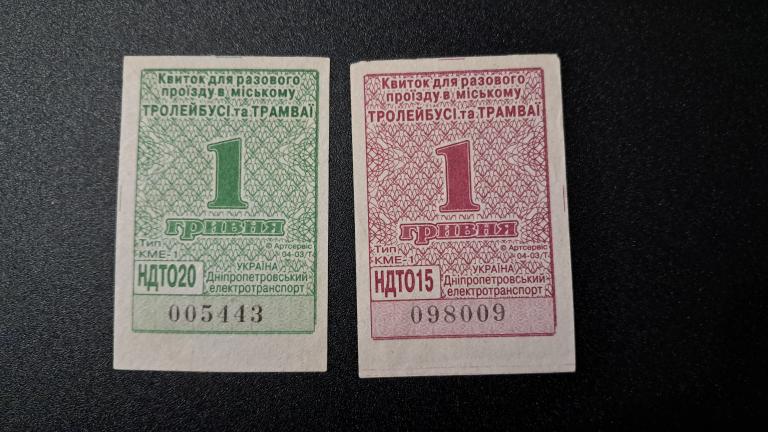 Квиток для разового
проїзду в міському
ТРОЛЕЙБУСІ та ТРАМВАЇ
1
гривня
Тип
КМЕ-1
© Артсервіс
04-03/Т
НДТО20
УКРАЇНА
Дніпропетровський
електротранспорт
005443
Квиток для разового
проїзду в міському
ТРОЛЕЙБУСІ та ТРАМВАЇ
1
гривня
Тип
КМЕ-1
© Артсервіс
04-03/Т
НДТО15
УКРАЇНА
Дніпропетровський
електротранспорт
098009